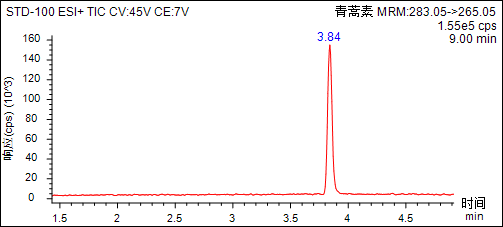 STD-100 ESI+ TIC CV:45V CE:7V
青蒿素 MRM:283.05->265.05
1.55e5 cps
9.00 min
3.84
响应(cps) (10^3)
160
140
120
100
80
60
40
20
0
1.5 2 2.5 3 3.5 4 4.5
时间
min